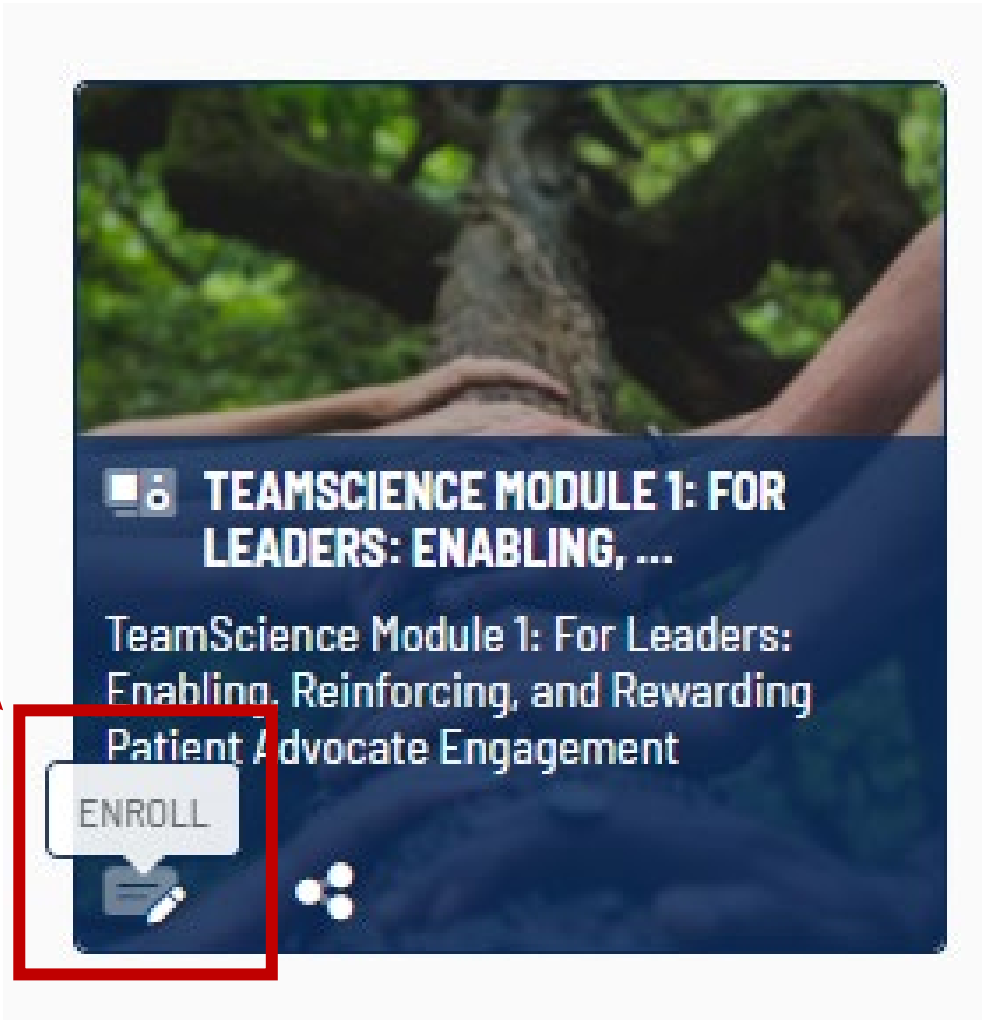 TEAMSCIENCE MODULE 1: FOR
LEADERS: ENABLING, ...
TeamScience Module 1: For Leaders:
Enabling, Reinforcing, and Rewarding
Patient Advocate Engagement
ENROLL